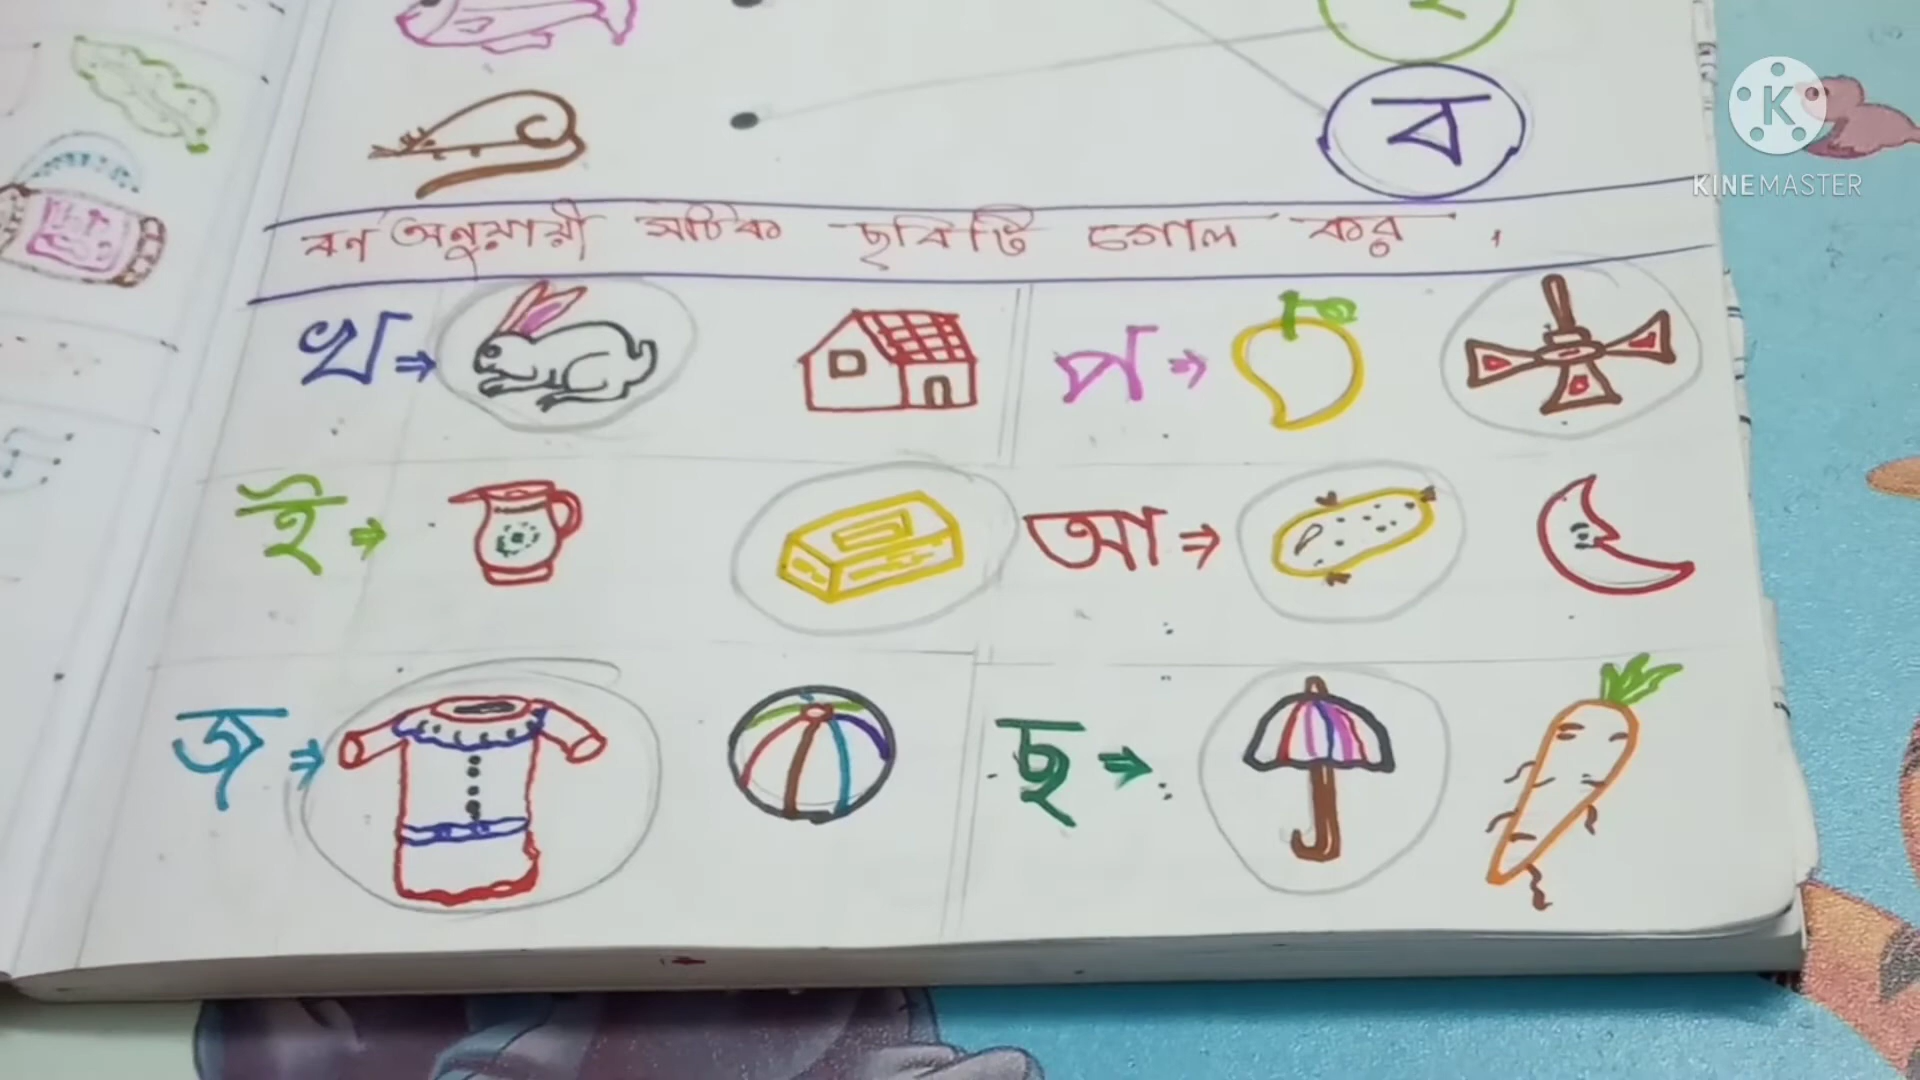 ব
K
KINEMASTER
বর্ণ অনুযায়ী সঠিক ছবিটি গোল কর ।
খ⇒
প⇒
ই⇒
আ⇒
জ⇒
ছ⇒